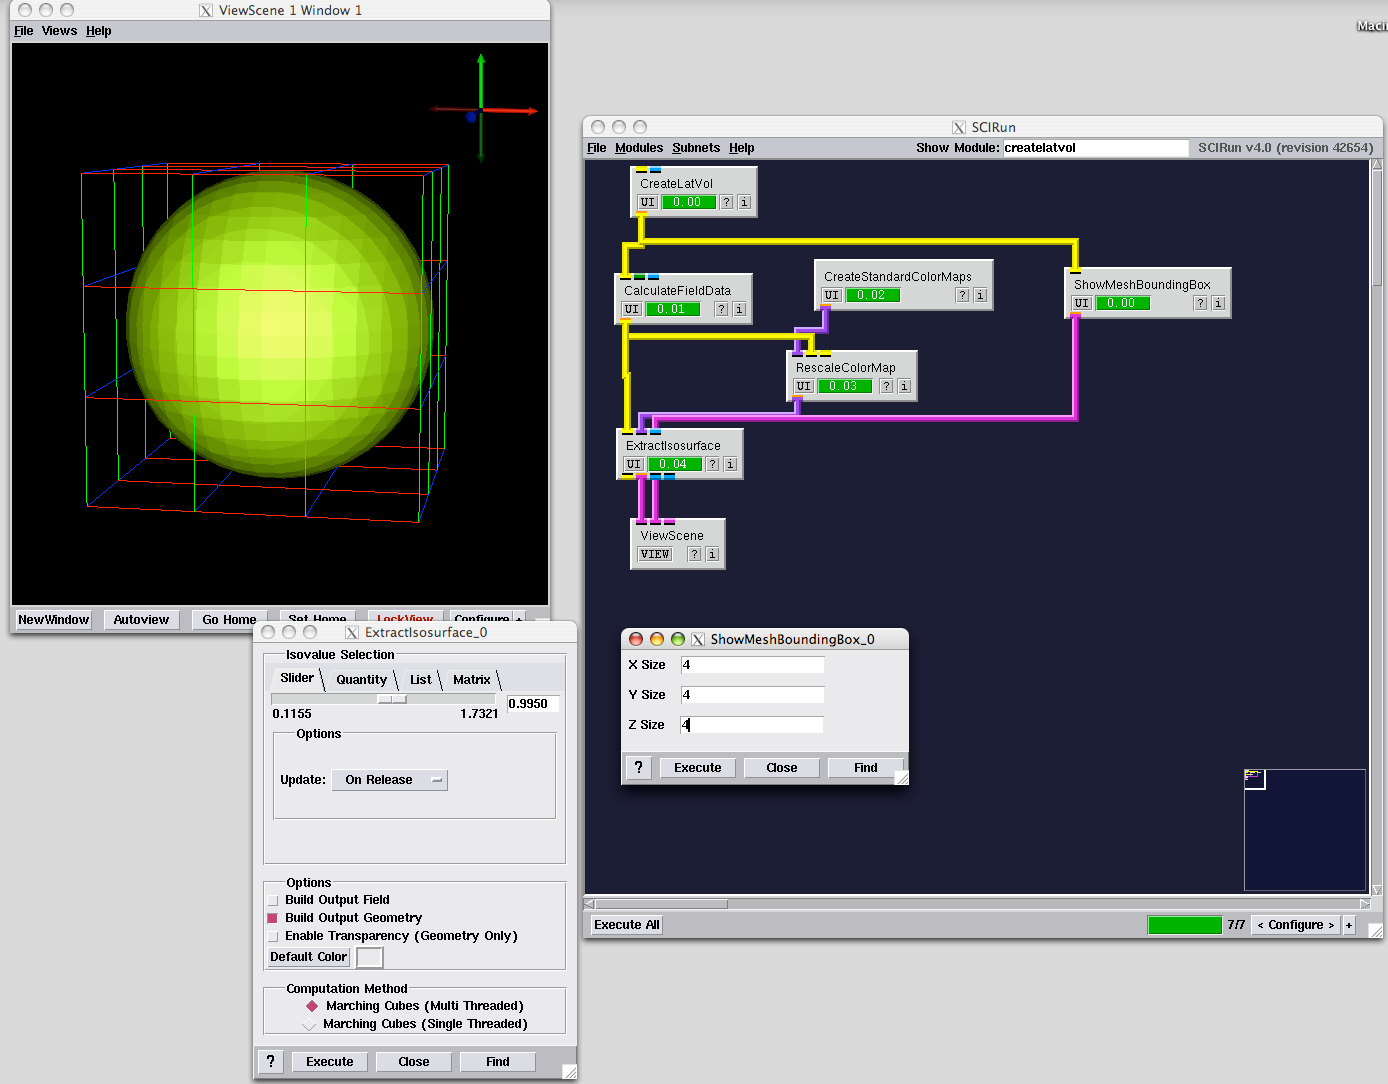 ViewScene 1 Window 1
File Views Help
NewWindow Autoview Go Home Set Home LockView Configure +
Maci
SCIRun
File Modules Subnets Help Show Module: createlatvol SCIRun v4.0 (revision 42654)
CreateLatVol
UI 0.00 ? i
CalculateFieldData
UI 0.01 ? i
CreateStandardColorMaps
UI 0.02 ? i
ShowMeshBoundingBox
UI 0.00 ? i
RescaleColorMap
UI 0.03 ? i
ExtractIsosurface
UI 0.04 ? i
ViewScene
VIEW ? i
Execute All 7/7 < Configure > +
ExtractIsosurface_0
Isovalue Selection
Slider Quantity List Matrix
0.1155 1.7321 0.9950
Options
Update: On Release
Options
Build Output Field
Build Output Geometry
Enable Transparency (Geometry Only)
Default Color
Computation Method
Marching Cubes (Multi Threaded)
Marching Cubes (Single Threaded)
? Execute Close Find
ShowMeshBoundingBox_0
X Size 4
Y Size 4
Z Size 4
? Execute Close Find